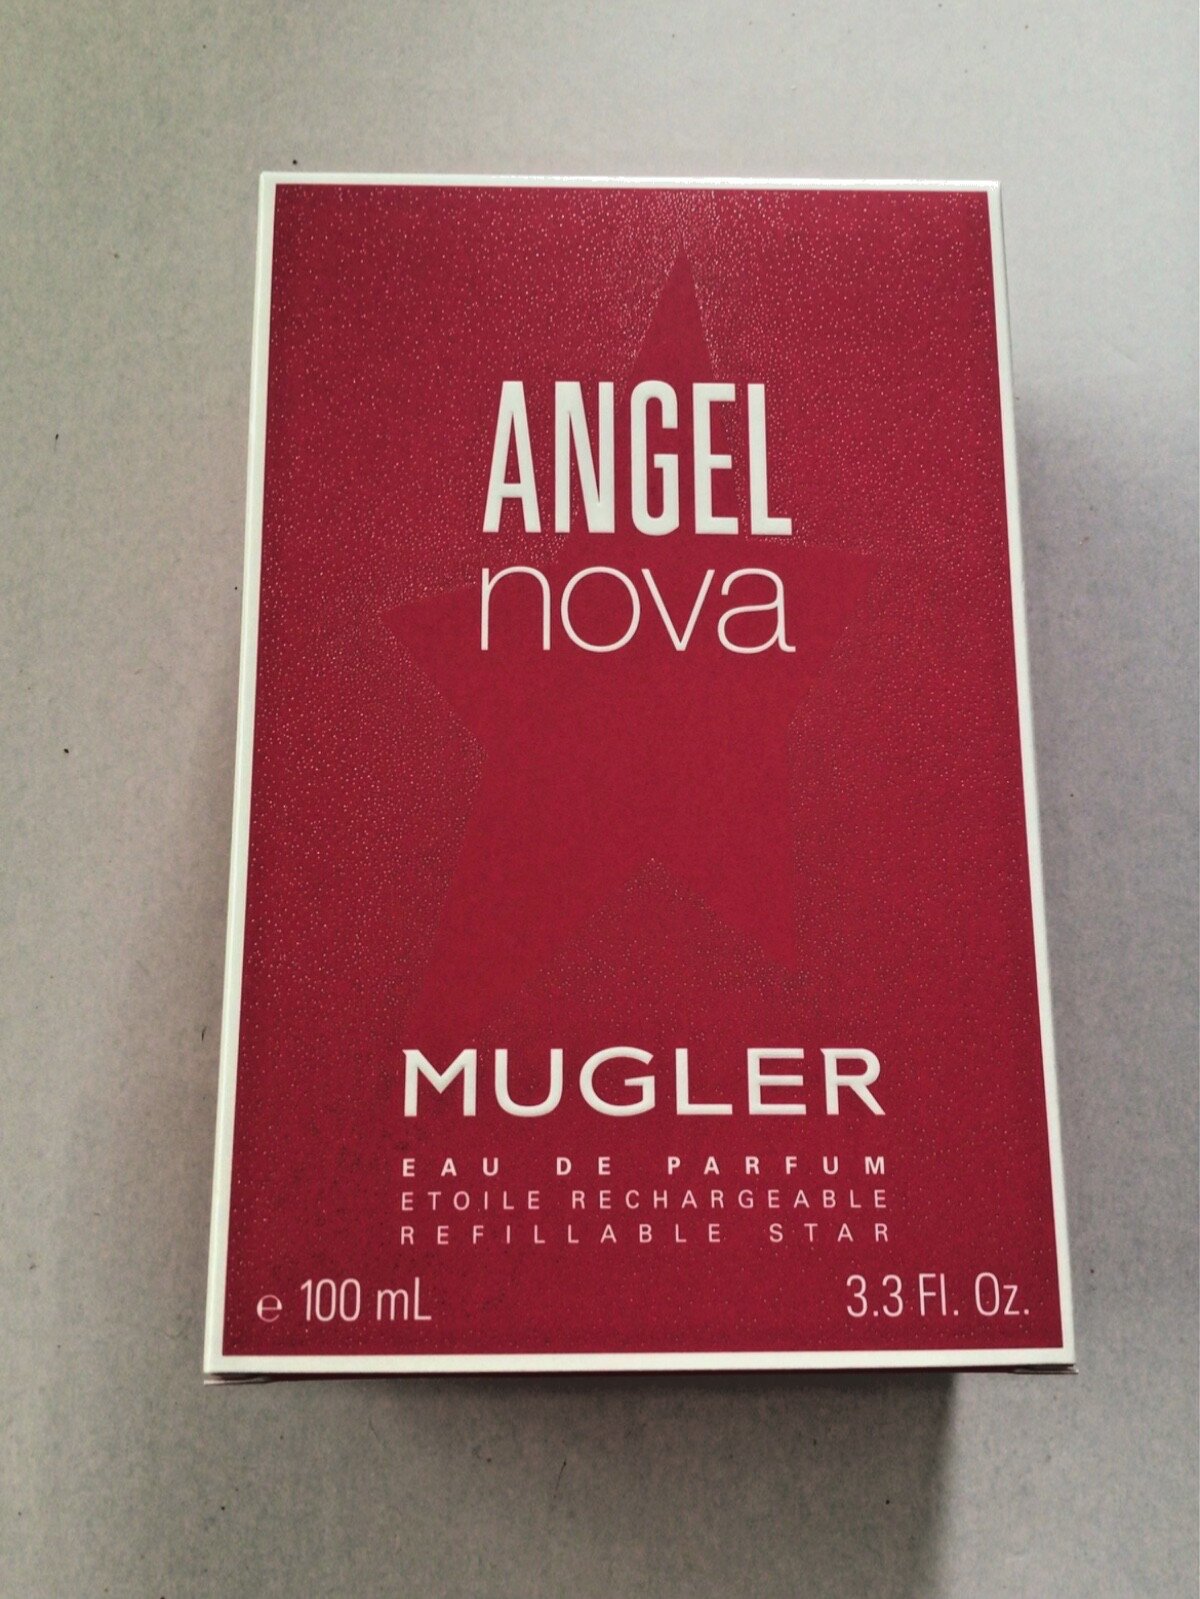 ANGEL
nova
MUGLER
EAU DE PARFUM
ETOILE RECHARGEABLE
REFILLABLE STAR
℮ 100 mL 3.3 Fl. Oz.